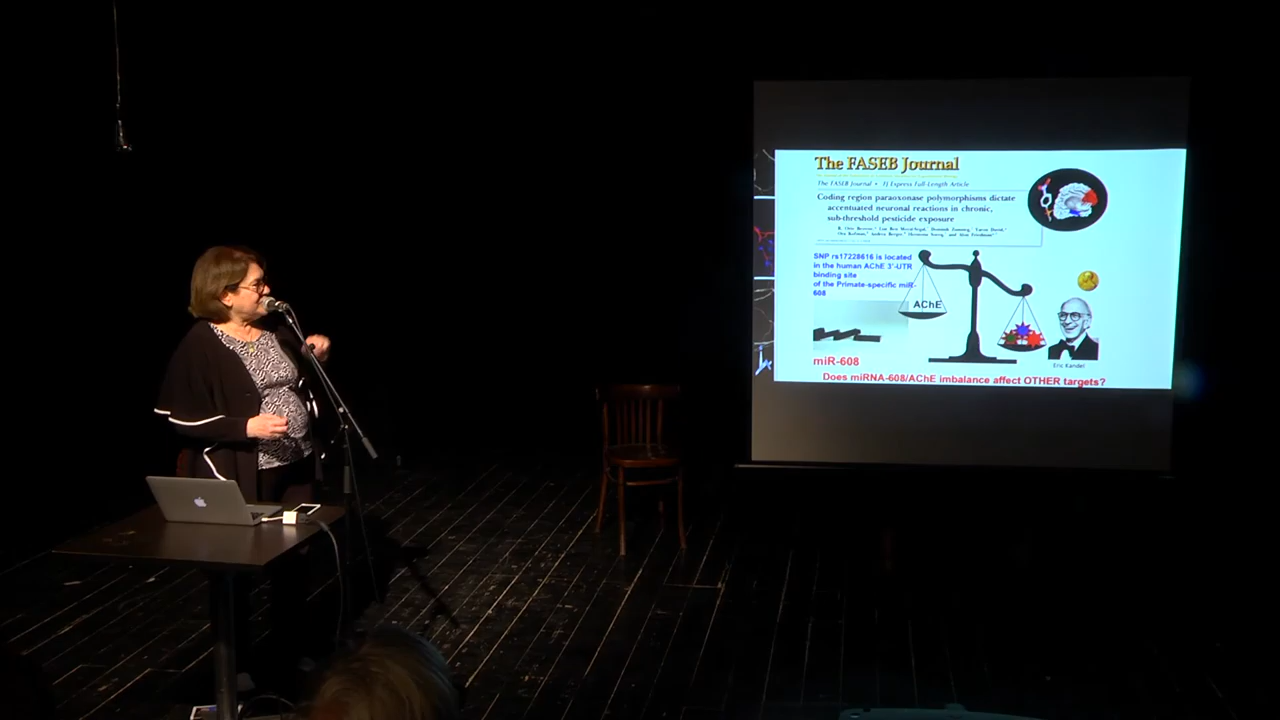 The FASEB Journal
The FASEB Journal • FJ Express Full-Length Article
Coding region paraoxonase polymorphisms dictate
accentuated neuronal reactions in chronic,
sub-threshold pesticide exposure
SNP rs17228616 is located
in the human AChE 3'-UTR
binding site
of the Primate-specific miR-
608
AChE
miR-608
Eric Kandel
Does miRNA-608/AChE imbalance affect OTHER targets?